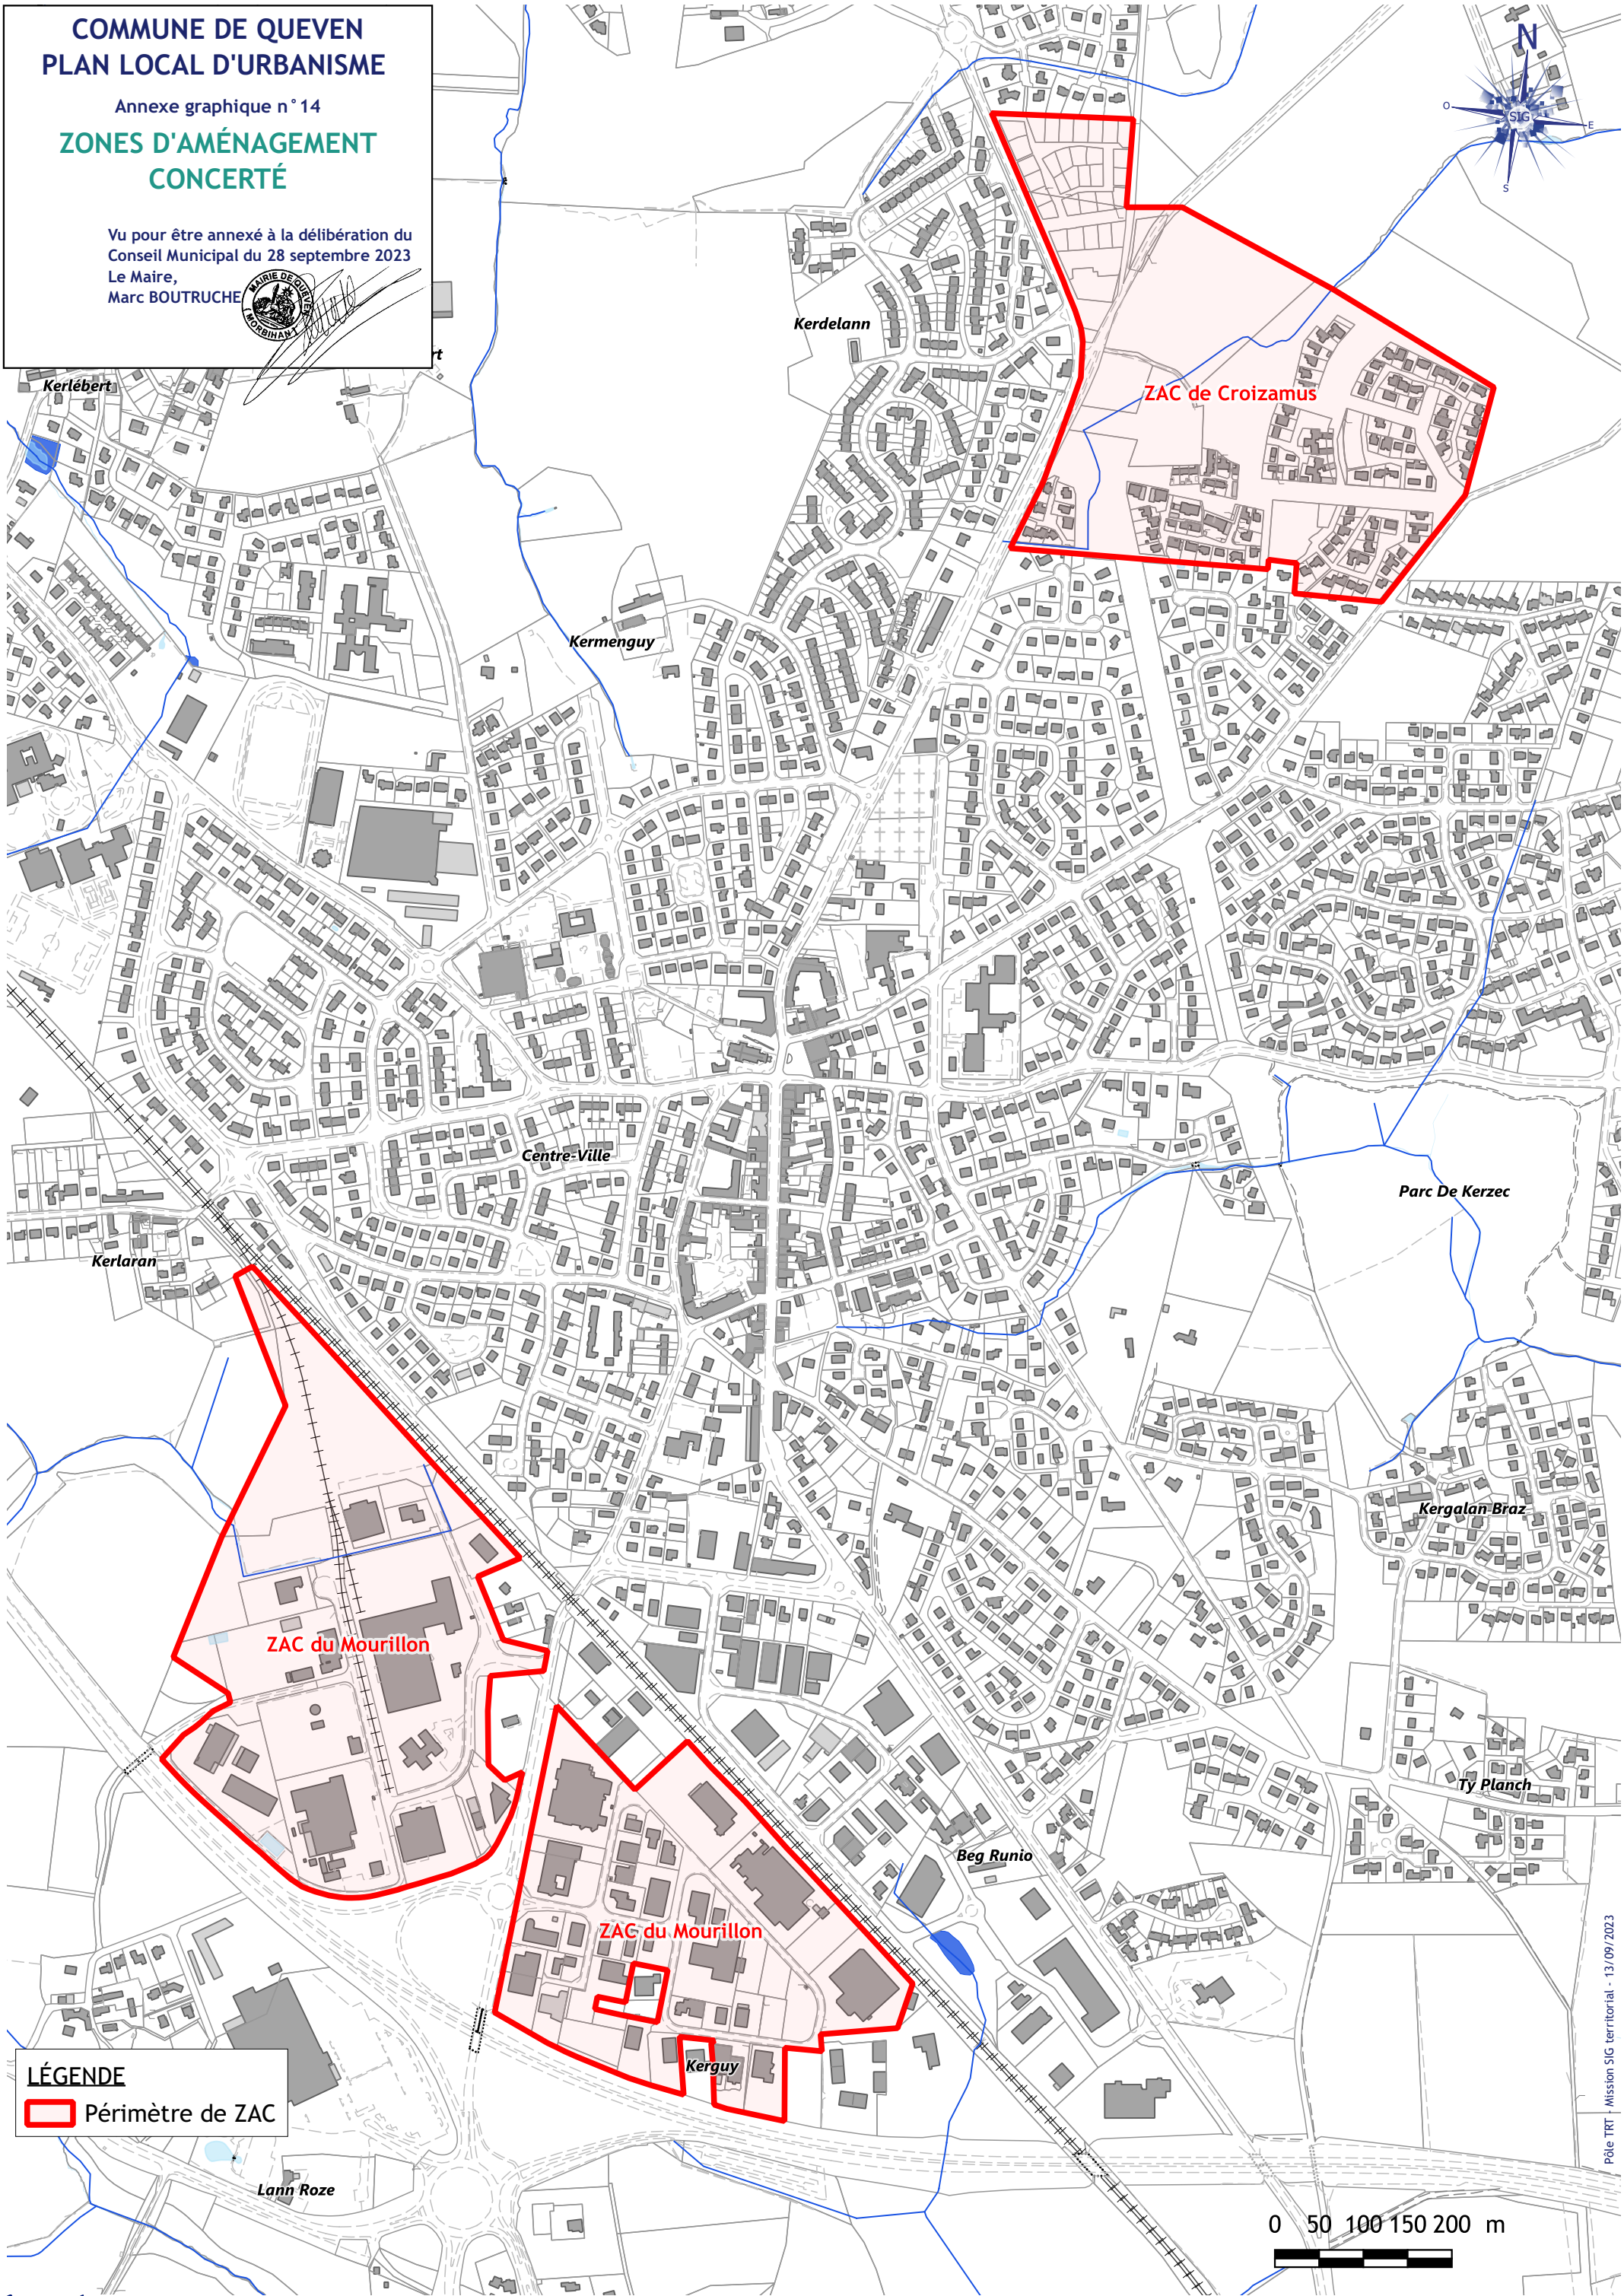 COMMUNE DE QUEVEN
PLAN LOCAL D'URBANISME
Annexe graphique n°14
ZONES D'AMÉNAGEMENT
CONCERTÉ
Vu pour être annexé à la délibération du
Conseil Municipal du 28 septembre 2023
Le Maire,
Marc BOUTRUCHE
MAIRIE DE QUEVEN
(MORBIHAN)
N
O
SIG
E
S
Kerdelann
rt
Kerlébert
ZAC de Croizamus
Kermenguy
Centre-Ville
Parc De Kerzec
Kerlaran
Kergalan Braz
ZAC du Mourillon
Ty Planch
Beg Runio
ZAC du Mourillon
Kerguy
LÉGENDE
Périmètre de ZAC
Lann Roze
0 50 100 150 200 m
Pôle TRT - Mission SIG territorial - 13/09/2023